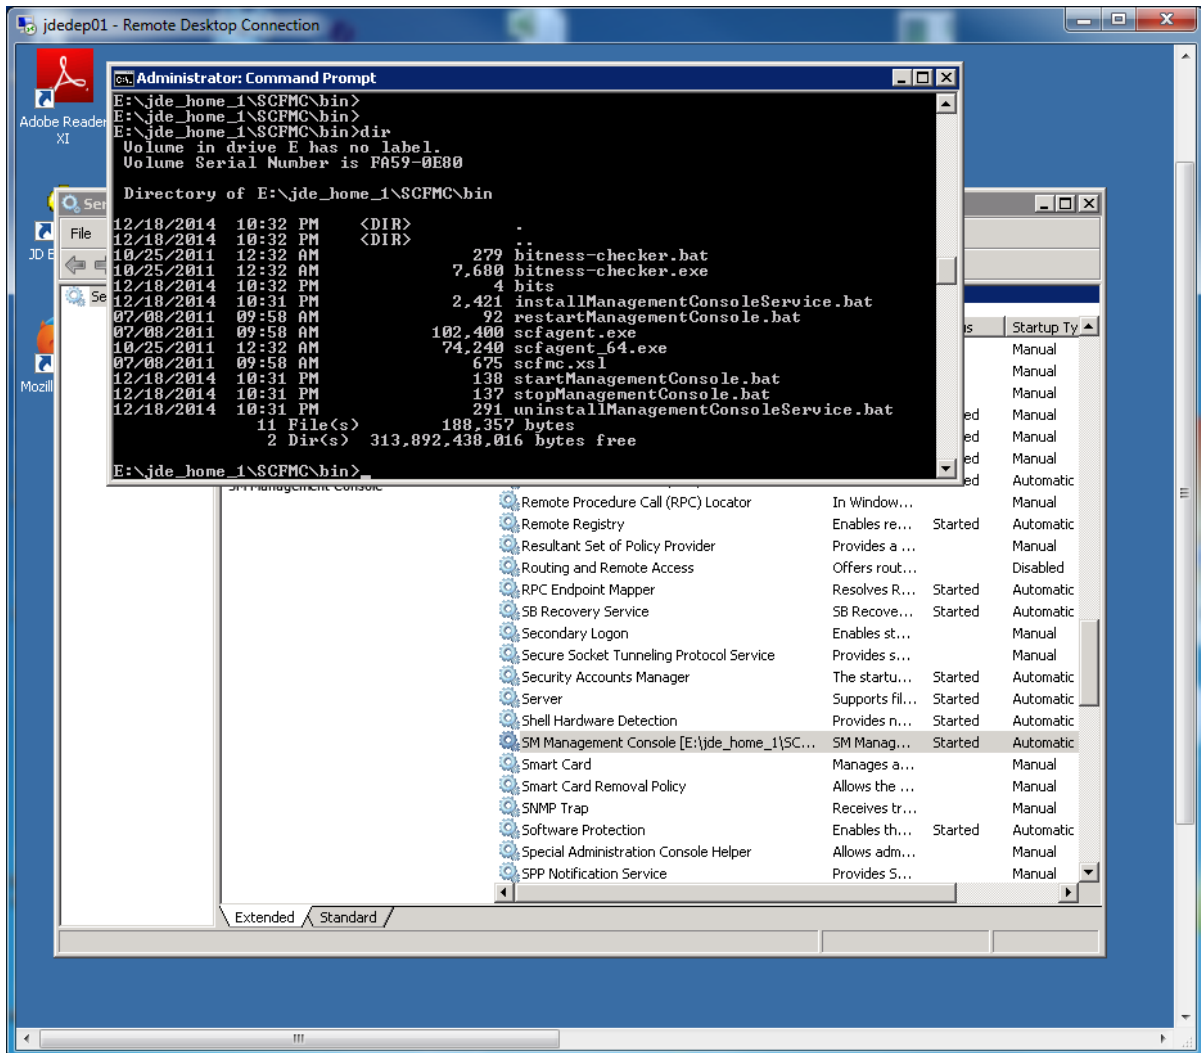 jdedep01 - Remote Desktop Connection
Adobe Reader
XI
Administrator: Command Prompt
E:\jde_home_1\SCFMC\bin>
E:\jde_home_1\SCFMC\bin>
E:\jde_home_1\SCFMC\bin>dir
Volume in drive E has no label.
Volume Serial Number is FA59-0E80
Directory of E:\jde_home_1\SCFMC\bin
12/18/2014 10:32 PM <DIR> .
12/18/2014 10:32 PM <DIR> ..
10/25/2011 12:32 AM 279 bitness-checker.bat
10/25/2011 12:32 AM 7,680 bitness-checker.exe
12/18/2014 10:32 PM 4 bits
12/18/2014 10:31 PM 2,421 installManagementConsoleService.bat
07/08/2011 09:58 AM 92 restartManagementConsole.bat
07/08/2011 09:58 AM 102,400 scfagent.exe
10/25/2011 12:32 AM 74,240 scfagent_64.exe
07/08/2011 09:58 AM 675 scfmc.xsl
12/18/2014 10:31 PM 138 startManagementConsole.bat
12/18/2014 10:31 PM 137 stopManagementConsole.bat
12/18/2014 10:31 PM 291 uninstallManagementConsoleService.bat
11 File(s) 188,357 bytes
2 Dir(s) 313,892,438,016 bytes free
E:\jde_home_1\SCFMC\bin>_
Ser
File
JD E
Se
Mozill
Startup Ty
Manual
Manual
Manual
ed Manual
ed Manual
ed Manual
ed Automatic
SM Management Console
Remote Procedure Call (RPC) Locator In Window... Manual
Remote Registry Enables re... Started Automatic
Resultant Set of Policy Provider Provides a ... Manual
Routing and Remote Access Offers rout... Disabled
RPC Endpoint Mapper Resolves R... Started Automatic
SB Recovery Service SB Recove... Started Automatic
Secondary Logon Enables st... Manual
Secure Socket Tunneling Protocol Service Provides s... Manual
Security Accounts Manager The startu... Started Automatic
Server Supports fil... Started Automatic
Shell Hardware Detection Provides n... Started Automatic
SM Management Console [E:\jde_home_1\SC... SM Manag... Started Automatic
Smart Card Manages a... Manual
Smart Card Removal Policy Allows the ... Manual
SNMP Trap Receives tr... Manual
Software Protection Enables th... Started Automatic
Special Administration Console Helper Allows adm... Manual
SPP Notification Service Provides S... Manual
Extended Standard